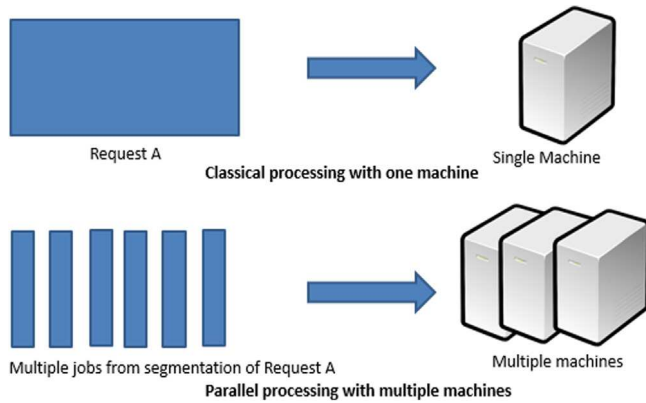 Request A
Single Machine
Classical processing with one machine
Multiple jobs from segmentation of Request A
Multiple machines
Parallel processing with multiple machines